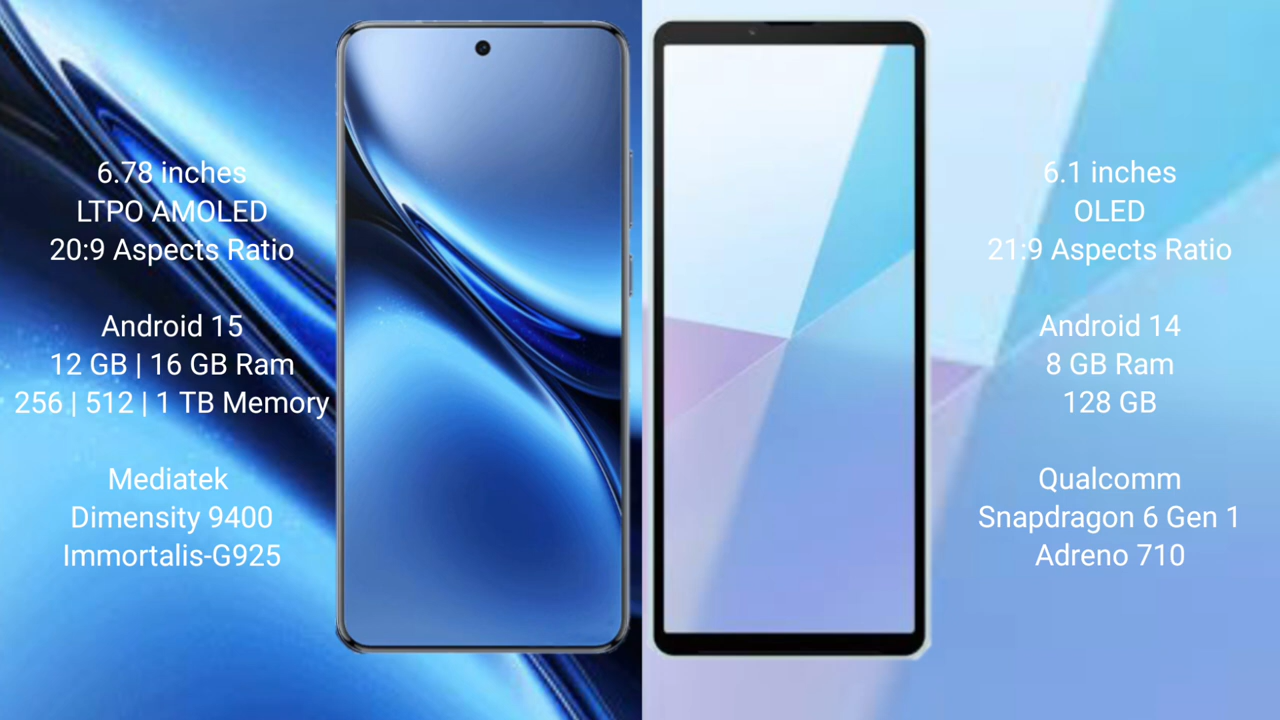 6.78 inches
LTPO AMOLED
20:9 Aspects Ratio
Android 15
12 GB | 16 GB Ram
256 | 512 | 1 TB Memory
Mediatek
Dimensity 9400
Immortalis-G925
6.1 inches
OLED
21:9 Aspects Ratio
Android 14
8 GB Ram
128 GB
Qualcomm
Snapdragon 6 Gen 1
Adreno 710